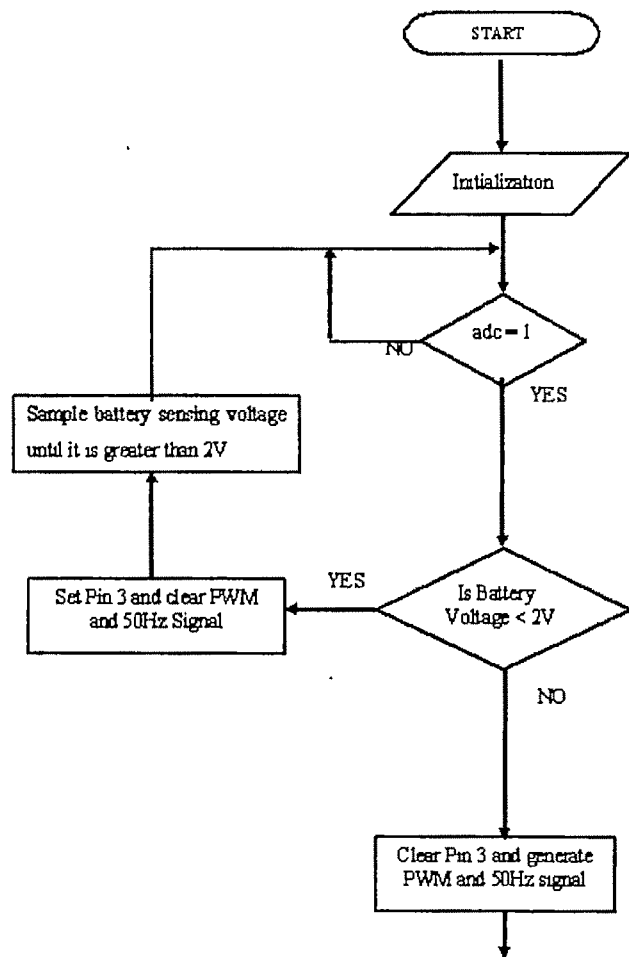 START
Initialization
adc = 1
NO
YES
Sample battery sensing voltage
until it is greater than 2V
YES
Is Battery
Voltage < 2V
Set Pin 3 and clear PWM
and 50Hz Signal
NO
Clear Pin 3 and generate
PWM and 50Hz signal